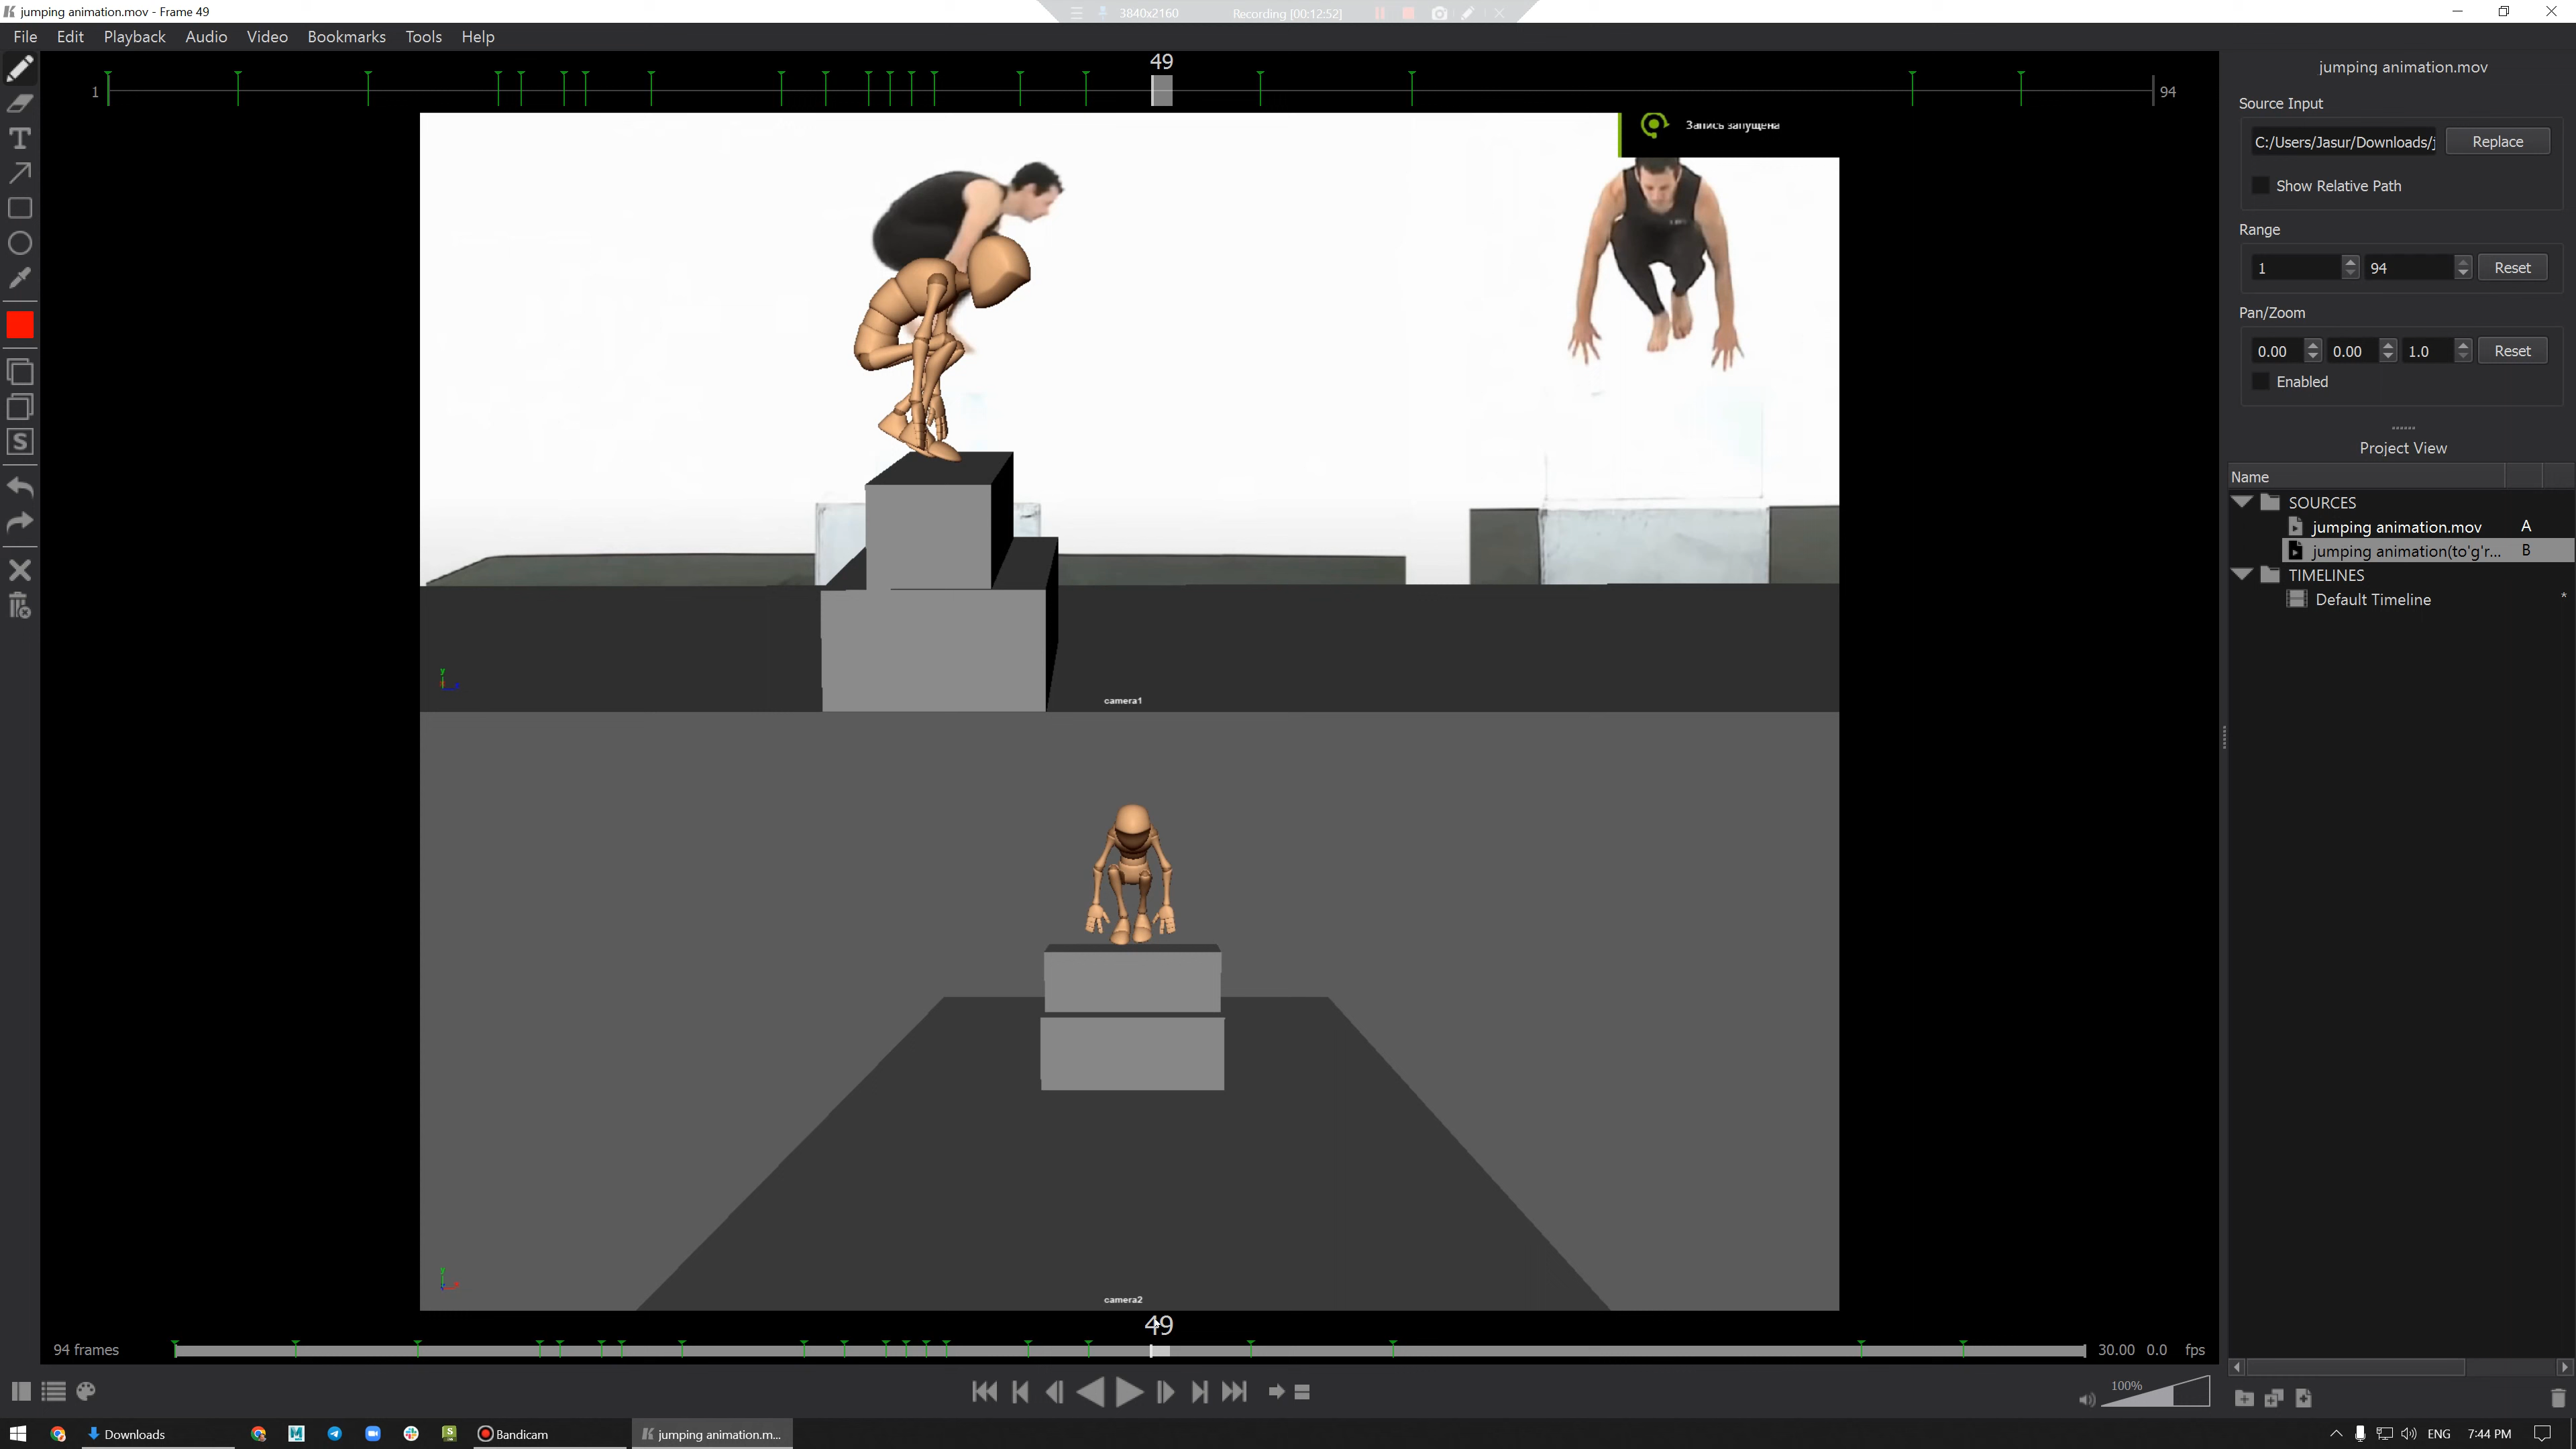 jumping animation.mov - Frame 49
3840x2160
Recording [00:12:52]
File Edit Playback Audio Video Bookmarks Tools Help
49
1
94
jumping animation.mov
Запись запущена
Source Input
C:/Users/Jasur/Downloads/j
Replace
Show Relative Path
Range
1
94
Reset
Pan/Zoom
0.00
0.00
1.0
Reset
Enabled
Project View
Name
SOURCES
jumping animation.mov A
jumping animation(to'g'r... B
TIMELINES
Default Timeline *
y
camera1
y
camera2
49
94 frames
30.00 0.0 fps
100%
Downloads
Bandicam
jumping animation.m...
ENG
7:44 PM